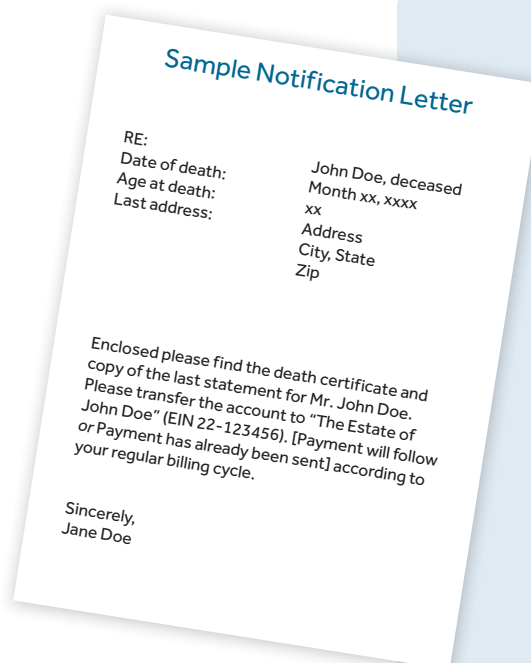 Sample Notification Letter
RE: John Doe, deceased
Date of death: Month xx, xxxx
Age at death: xx
Last address: Address
City, State
Zip
Enclosed please find the death certificate and
copy of the last statement for Mr. John Doe.
Please transfer the account to “The Estate of
John Doe” (EIN 22-123456). [Payment will follow
or Payment has already been sent] according to
your regular billing cycle.
Sincerely,
Jane Doe